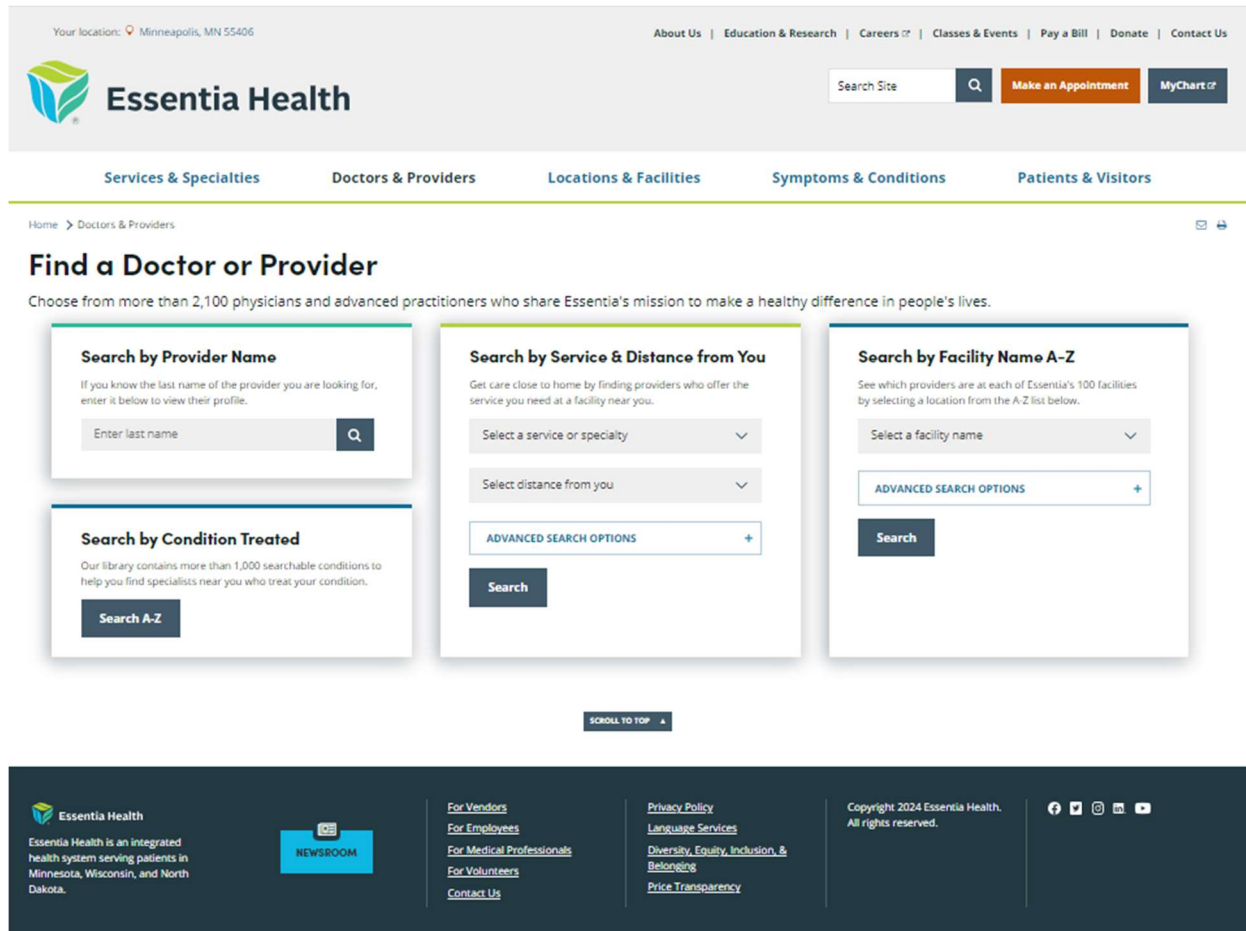 Your location: Minneapolis, MN 55406
About Us | Education & Research | Careers | Classes & Events | Pay a Bill | Donate | Contact Us
Essentia Health
®
Search Site
Make an Appointment
MyChart
Services & Specialties
Doctors & Providers
Locations & Facilities
Symptoms & Conditions
Patients & Visitors
Home > Doctors & Providers
Find a Doctor or Provider
Choose from more than 2,100 physicians and advanced practitioners who share Essentia's mission to make a healthy difference in people's lives.
Search by Provider Name
If you know the last name of the provider you are looking for,
enter it below to view their profile.
Enter last name
Search by Condition Treated
Our library contains more than 1,000 searchable conditions to
help you find specialists near you who treat your condition.
Search A-Z
Search by Service & Distance from You
Get care close to home by finding providers who offer the
service you need at a facility near you.
Select a service or specialty
Select distance from you
ADVANCED SEARCH OPTIONS +
Search
Search by Facility Name A-Z
See which providers are at each of Essentia's 100 facilities
by selecting a location from the A-Z list below.
Select a facility name
ADVANCED SEARCH OPTIONS +
Search
SCROLL TO TOP
Essentia Health
Essentia Health is an integrated
health system serving patients in
Minnesota, Wisconsin, and North
Dakota.
NEWSROOM
For Vendors
For Employees
For Medical Professionals
For Volunteers
Contact Us
Privacy Policy
Language Services
Diversity, Equity, Inclusion, &
Belonging
Price Transparency
Copyright 2024 Essentia Health.
All rights reserved.